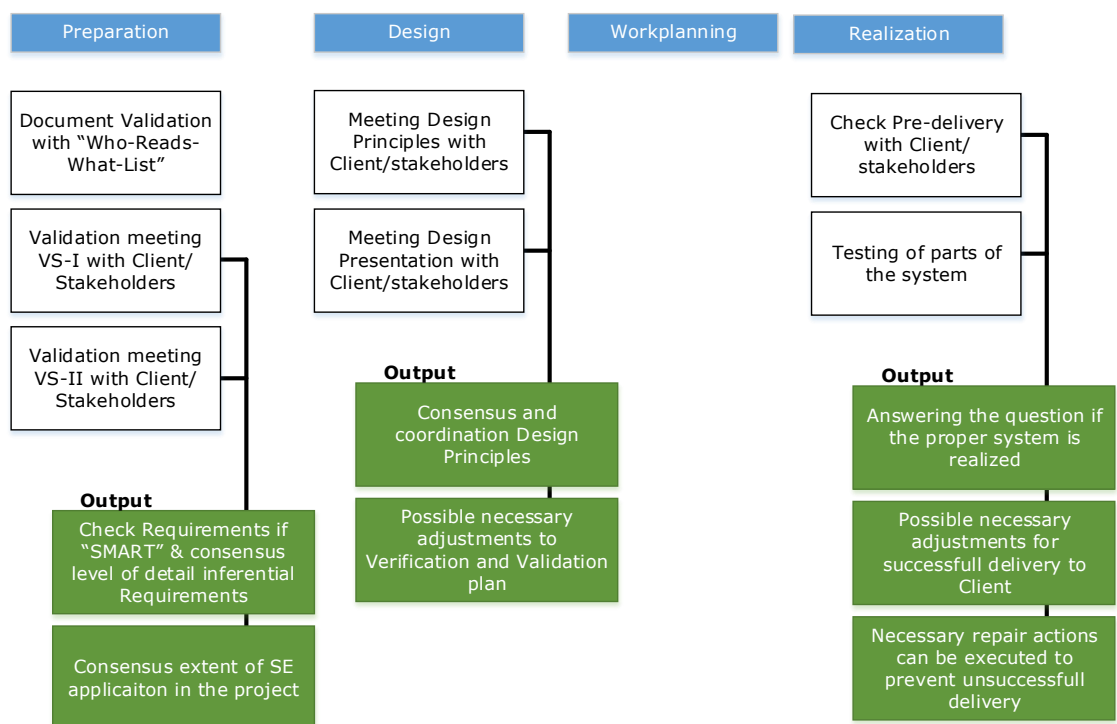 Preparation
Design
Workplanning
Realization
Document Validation
with “Who-Reads-
What-List”
Validation meeting
VS-I with Client/
Stakeholders
Validation meeting
VS-II with Client/
Stakeholders
Output
Check Requirements if
“SMART” & consensus
level of detail inferential
Requirements
Consensus extent of SE
applicaiton in the project
Meeting Design
Principles with
Client/stakeholders
Meeting Design
Presentation with
Client/stakeholders
Output
Consensus and
coordination Design
Principles
Possible necessary
adjustments to
Verification and Validation
plan
Check Pre-delivery
with Client/
stakeholders
Testing of parts of
the system
Output
Answering the question if
the proper system is
realized
Possible necessary
adjustments for
successfull delivery to
Client
Necessary repair actions
can be executed to
prevent unsuccessfull
delivery